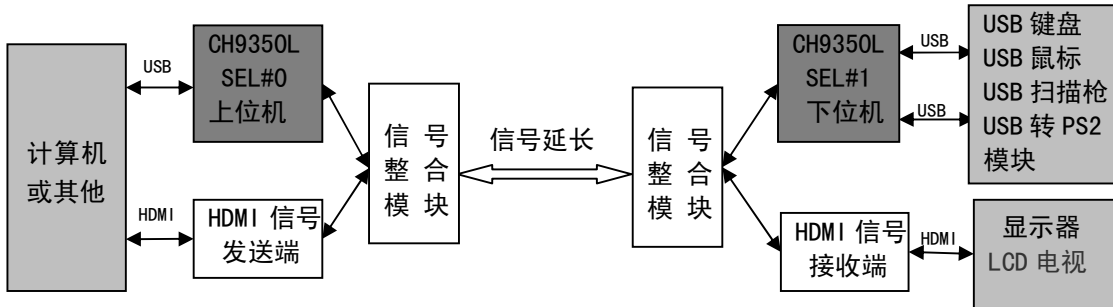 计算机
或其他
USB
HDMI
CH9350L
SEL#0
上位机
HDMI 信号
发送端
信 号
整 合
模 块
信号延长
信 号
整 合
模 块
CH9350L
SEL#1
下位机
HDMI 信号
接收端
USB
USB
HDMI
USB 键盘
USB 鼠标
USB 扫描枪
USB 转 PS2
模块
显示器
LCD 电视